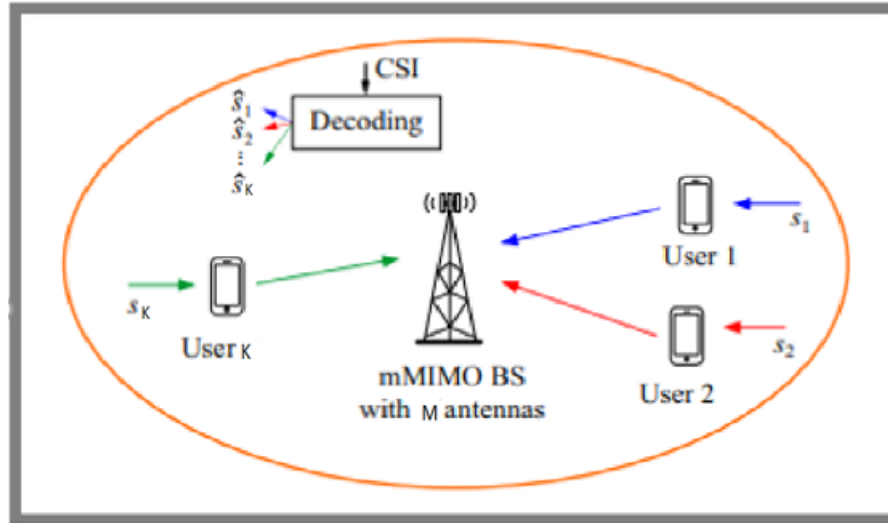 CSI
Decoding
ŝ1
ŝ2
⋮
ŝK
s1
User 1
sK
User K
s2
User 2
mMIMO BS
with M antennas